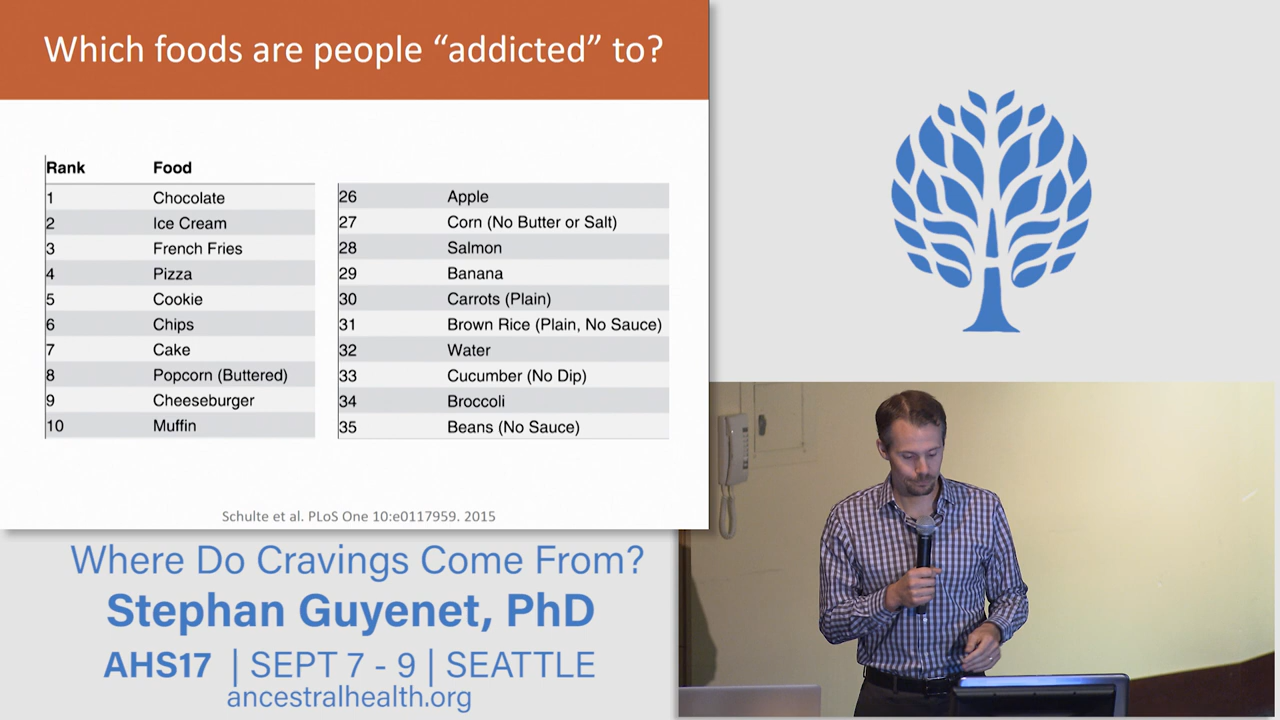 Which foods are people “addicted” to?
Rank Food
1 Chocolate
2 Ice Cream
3 French Fries
4 Pizza
5 Cookie
6 Chips
7 Cake
8 Popcorn (Buttered)
9 Cheeseburger
10 Muffin
26 Apple
27 Corn (No Butter or Salt)
28 Salmon
29 Banana
30 Carrots (Plain)
31 Brown Rice (Plain, No Sauce)
32 Water
33 Cucumber (No Dip)
34 Broccoli
35 Beans (No Sauce)
Schulte et al. PLoS One 10:e0117959. 2015
Where Do Cravings Come From?
Stephan Guyenet, PhD
AHS17 | SEPT 7 - 9 | SEATTLE
ancestralhealth.org